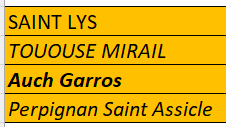 SAINT LYS
TOUOUSE MIRAIL
Auch Garros
Perpignan Saint Assicle